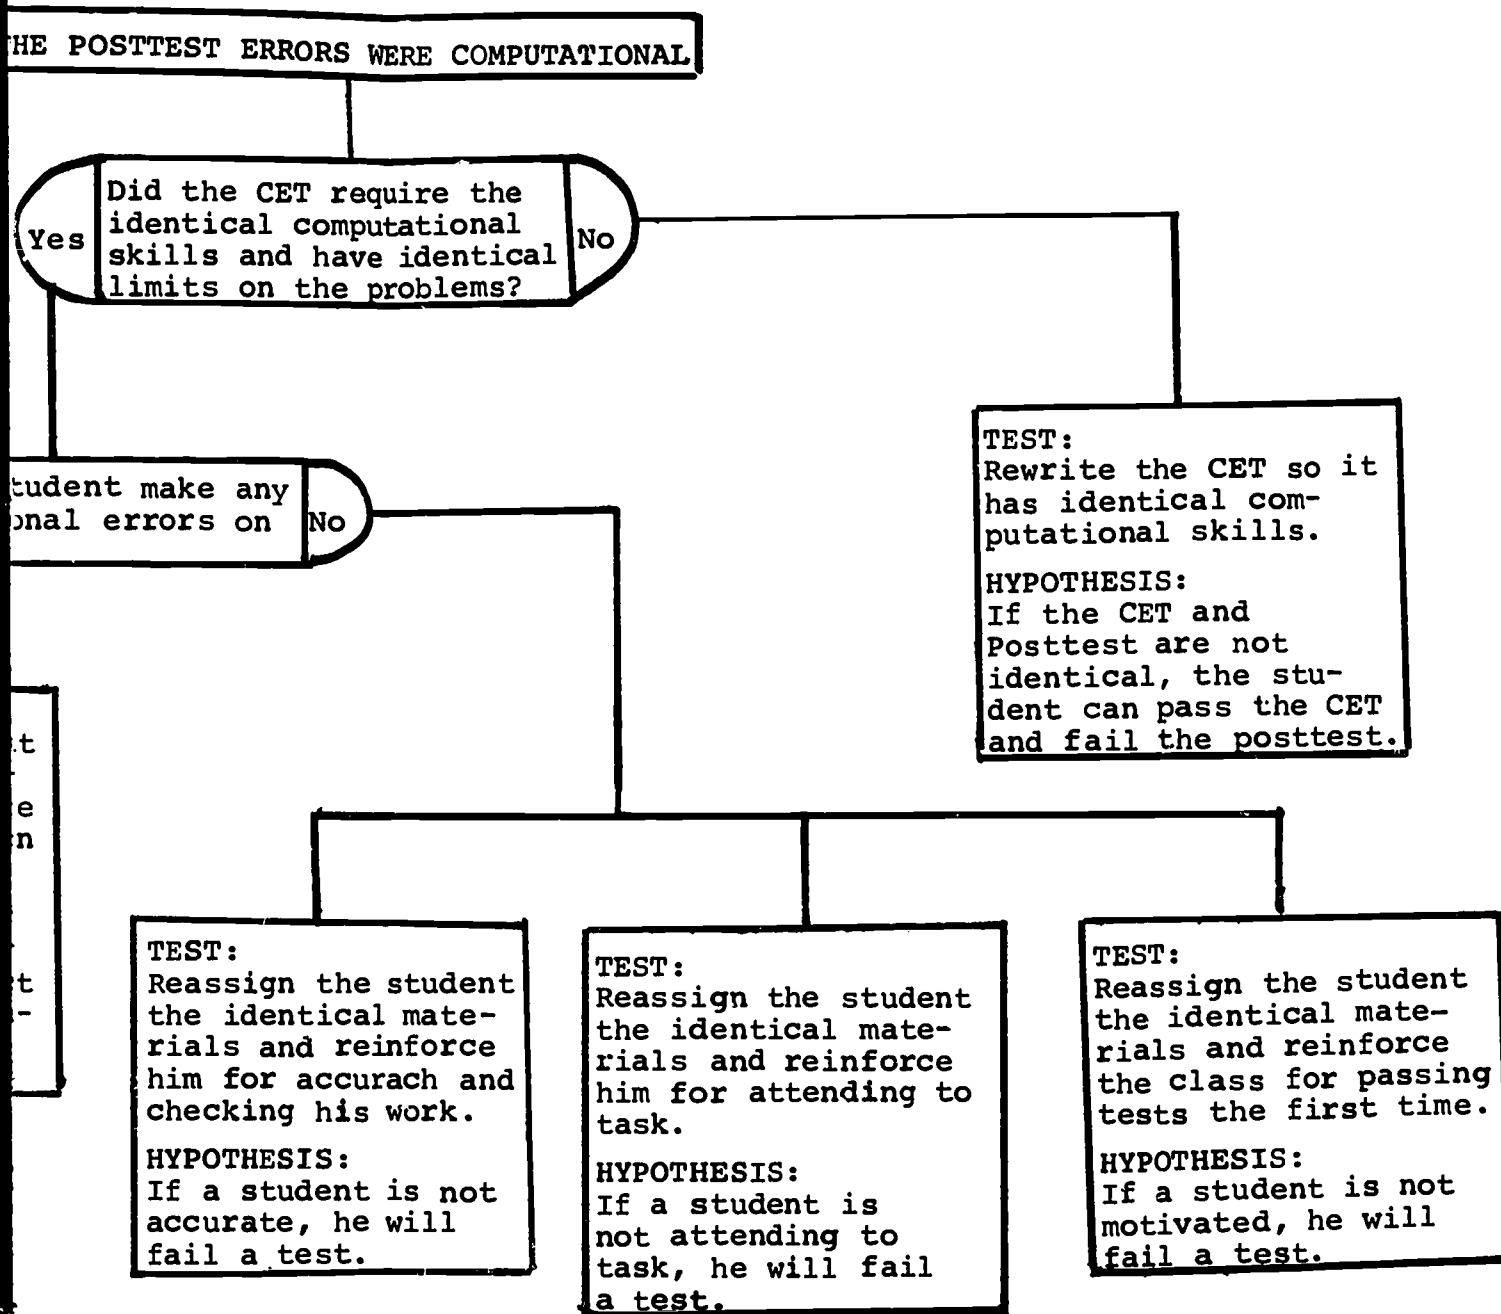 HE POSTTEST ERRORS WERE COMPUTATIONAL
Did the CET require the
identical computational
skills and have identical
limits on the problems?
Yes
No
tudent make any
onal errors on
No
TEST:
Rewrite the CET so it
has identical com-
putational skills.
HYPOTHESIS:
If the CET and
Posttest are not
identical, the stu-
dent can pass the CET
and fail the posttest.
t
e
n
t
-
TEST:
Reassign the student
the identical mate-
rials and reinforce
him for accurach and
checking his work.
HYPOTHESIS:
If a student is not
accurate, he will
fail a test.
TEST:
Reassign the student
the identical mate-
rials and reinforce
him for attending to
task.
HYPOTHESIS:
If a student is
not attending to
task, he will fail
a test.
TEST:
Reassign the student
the identical mate-
rials and reinforce
the class for passing
tests the first time.
HYPOTHESIS:
If a student is not
motivated, he will
fail a test.